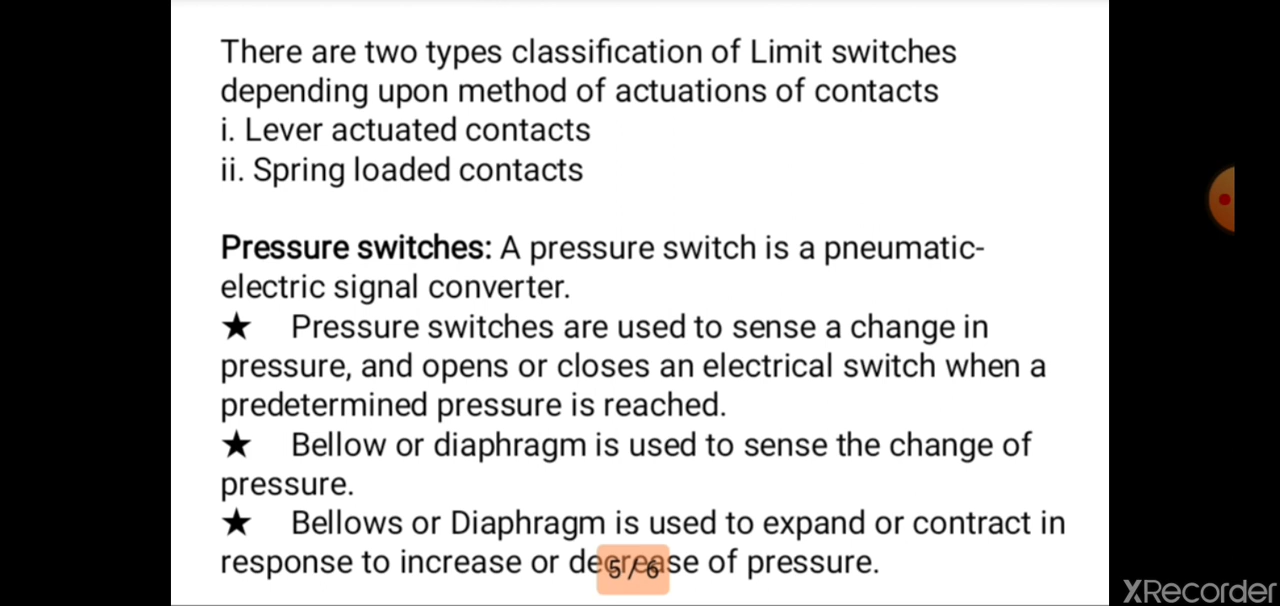 There are two types classification of Limit switches
depending upon method of actuations of contacts
i. Lever actuated contacts
ii. Spring loaded contacts
Pressure switches: A pressure switch is a pneumatic-
electric signal converter.
★ Pressure switches are used to sense a change in
pressure, and opens or closes an electrical switch when a
predetermined pressure is reached.
★ Bellow or diaphragm is used to sense the change of
pressure.
★ Bellows or Diaphragm is used to expand or contract in
response to increase or decrease of pressure.
5 / 6
XRecorder